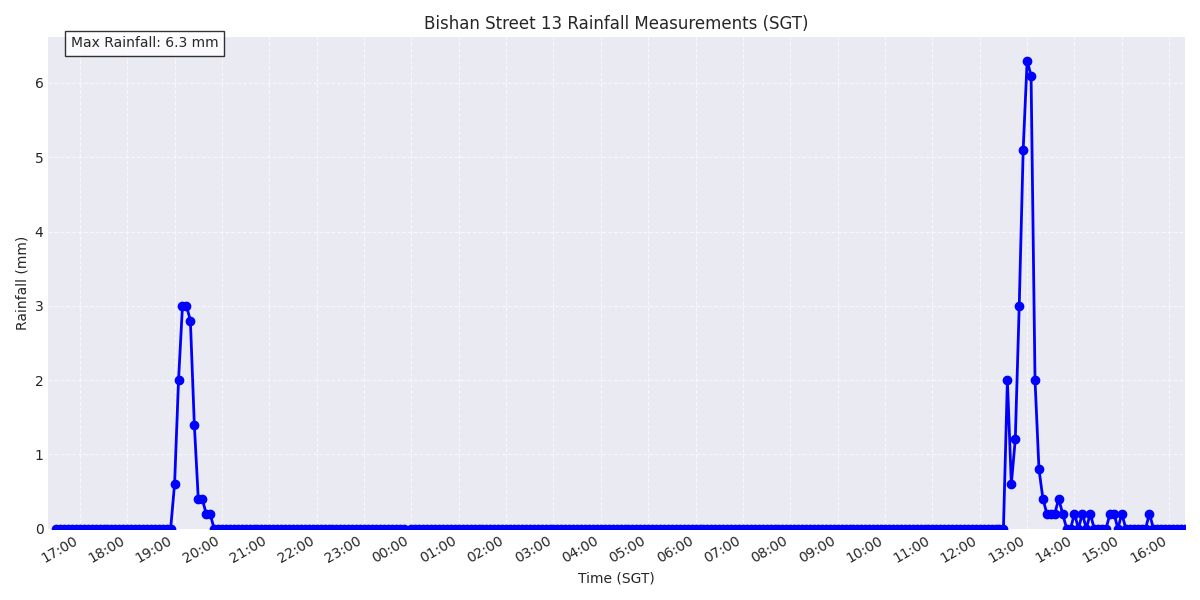 Bishan Street 13 Rainfall Measurements (SGT)
Max Rainfall: 6.3 mm
Rainfall (mm)
6
5
4
3
2
1
0
17:00 18:00 19:00 20:00 21:00 22:00 23:00 00:00 01:00 02:00 03:00 04:00 05:00 06:00 07:00 08:00 09:00 10:00 11:00 12:00 13:00 14:00 15:00 16:00
Time (SGT)